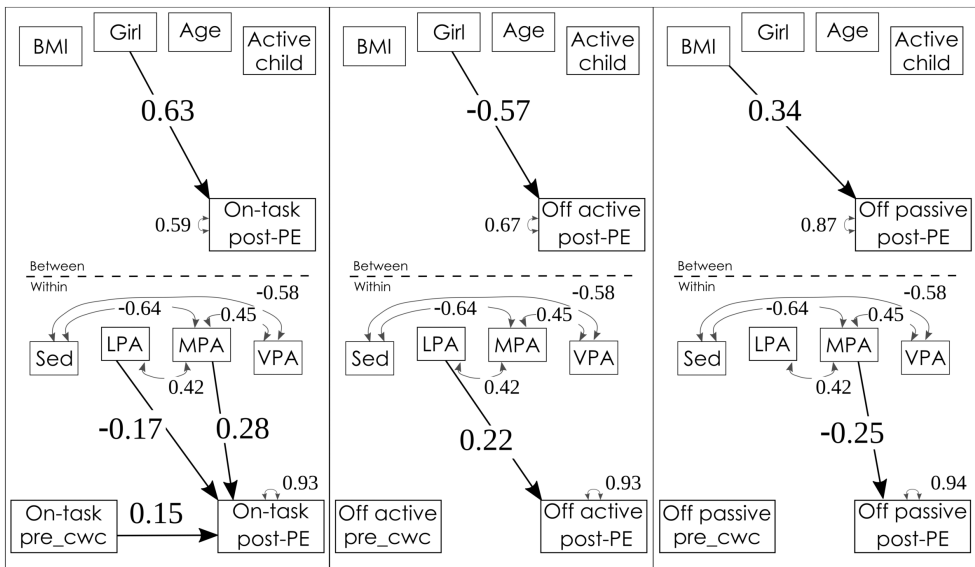 BMI
Girl
Age
Active
child
0.63
0.59
On-task
post-PE
Between
Within
-0.58
-0.64
0.45
Sed
LPA
MPA
VPA
0.42
-0.17
0.28
0.93
On-task
pre_cwc
0.15
On-task
post-PE
BMI
Girl
Age
Active
child
-0.57
0.67
Off active
post-PE
Between
Within
-0.58
-0.64
0.45
Sed
LPA
MPA
VPA
0.42
0.22
0.93
Off active
pre_cwc
Off active
post-PE
BMI
Girl
Age
Active
child
0.34
0.87
Off passive
post-PE
Between
Within
-0.58
-0.64
0.45
Sed
LPA
MPA
VPA
0.42
-0.25
0.94
Off passive
pre_cwc
Off passive
post-PE